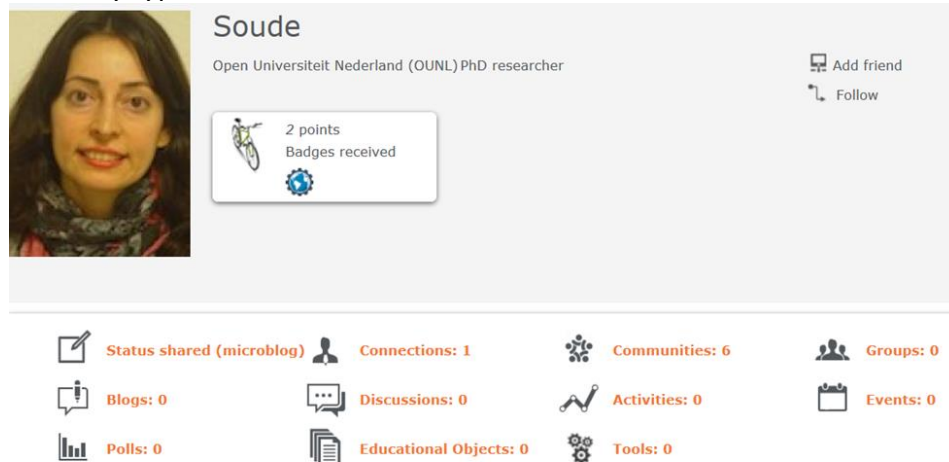 Soude
Open Universiteit Nederland (OUNL) PhD researcher
Add friend
Follow
2 points
Badges received
Status shared (microblog)
Connections: 1
Communities: 6
Groups: 0
Blogs: 0
Discussions: 0
Activities: 0
Events: 0
Polls: 0
Educational Objects: 0
Tools: 0